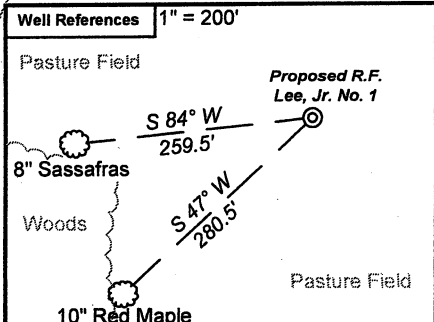 Well References 1" = 200'
Pasture Field
Proposed R.F.
Lee, Jr. No. 1
S 84° W
259.5'
8" Sassafras
S 47° W
280.5'
Woods
Pasture Field
10" Red Maple